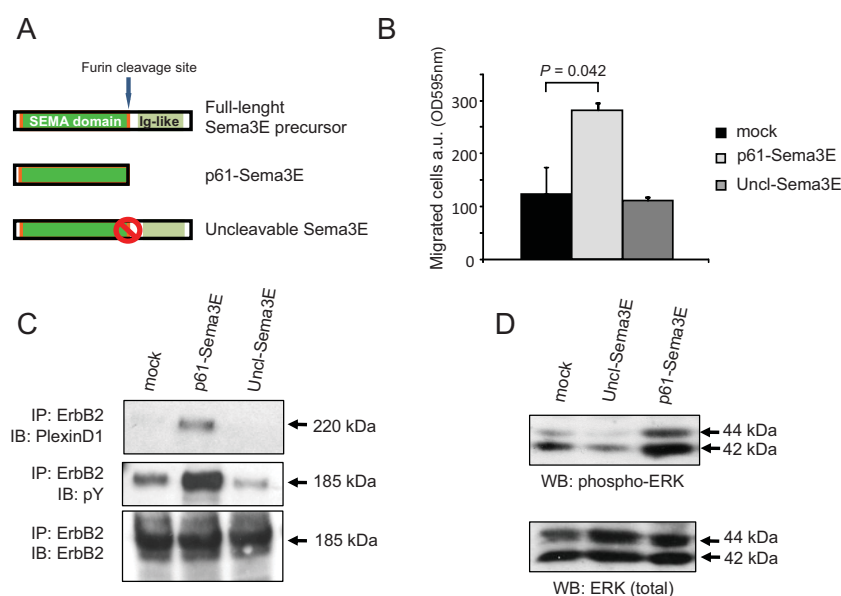 A
Furin cleavage site
SEMA domain
Ig-like
Full-lenght
Sema3E precursor
p61-Sema3E
Uncleavable Sema3E
B
P = 0.042
Migrated cells a.u. (OD595nm)
300
200
100
0
mock
p61-Sema3E
Uncl-Sema3E
C
mock
p61-Sema3E
Uncl-Sema3E
IP: ErbB2
IB: PlexinD1
220 kDa
IP: ErbB2
IB: pY
185 kDa
IP: ErbB2
IB: ErbB2
185 kDa
D
mock
Uncl-Sema3E
p61-Sema3E
44 kDa
42 kDa
WB: phospho-ERK
44 kDa
42 kDa
WB: ERK (total)